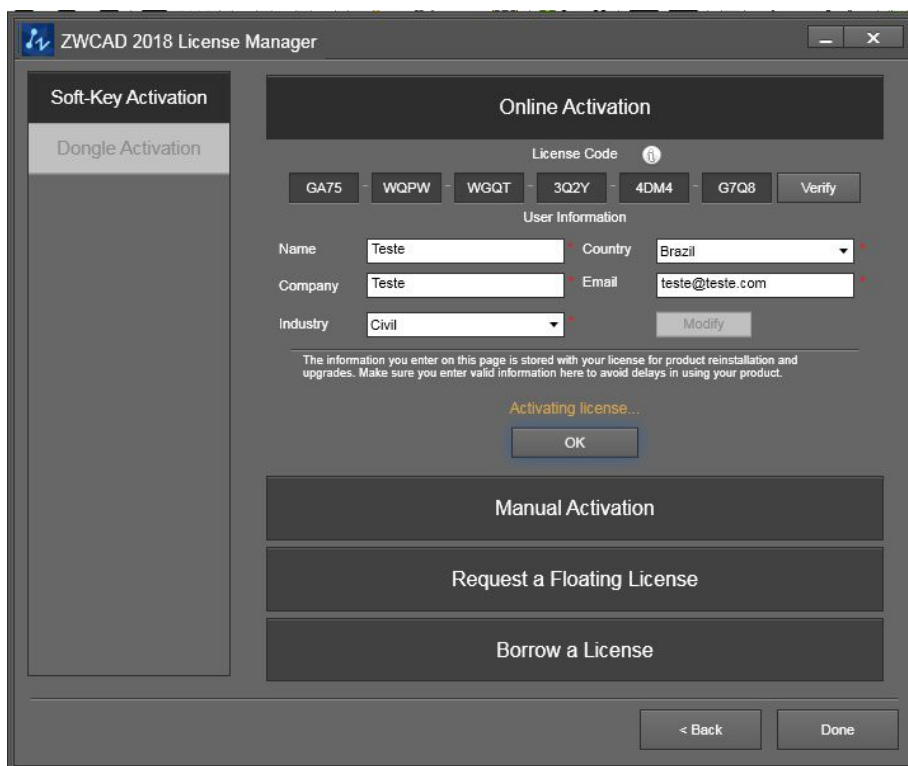 ZWCAD 2018 License Manager
Soft-Key Activation
Dongle Activation
Online Activation
License Code
GA75 - WQPW - WGQT - 3Q2Y - 4DM4 - G7Q8 Verify
User Information
Name Teste * Country Brazil *
Company Teste * Email teste@teste.com *
Industry Civil * Modify
The information you enter on this page is stored with your license for product reinstallation and
upgrades. Make sure you enter valid information here to avoid delays in using your product.
Activating license...
OK
Manual Activation
Request a Floating License
Borrow a License
< Back Done